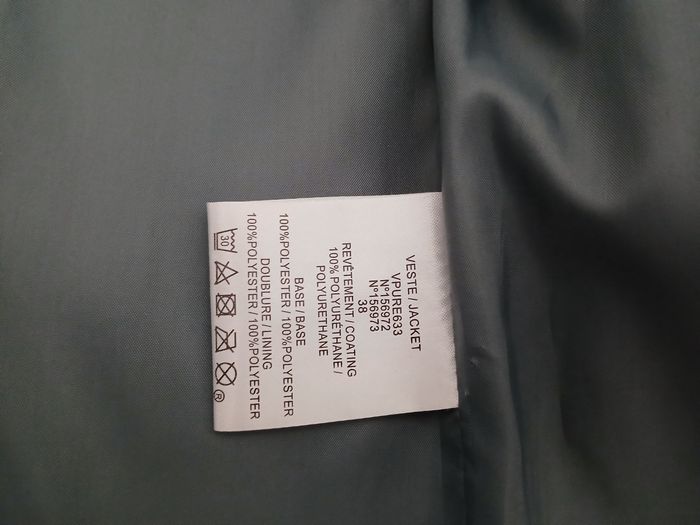 VESTE / JACKET
VPURE633
N°156972
N°156973
38
REVÊTEMENT / COATING
100% POLYURÉTHANE /
POLYURETHANE
BASE / BASE
100%POLYESTER / 100%POLYESTER
DOUBLURE / LINING
100%POLYESTER / 100%POLYESTER
30
®